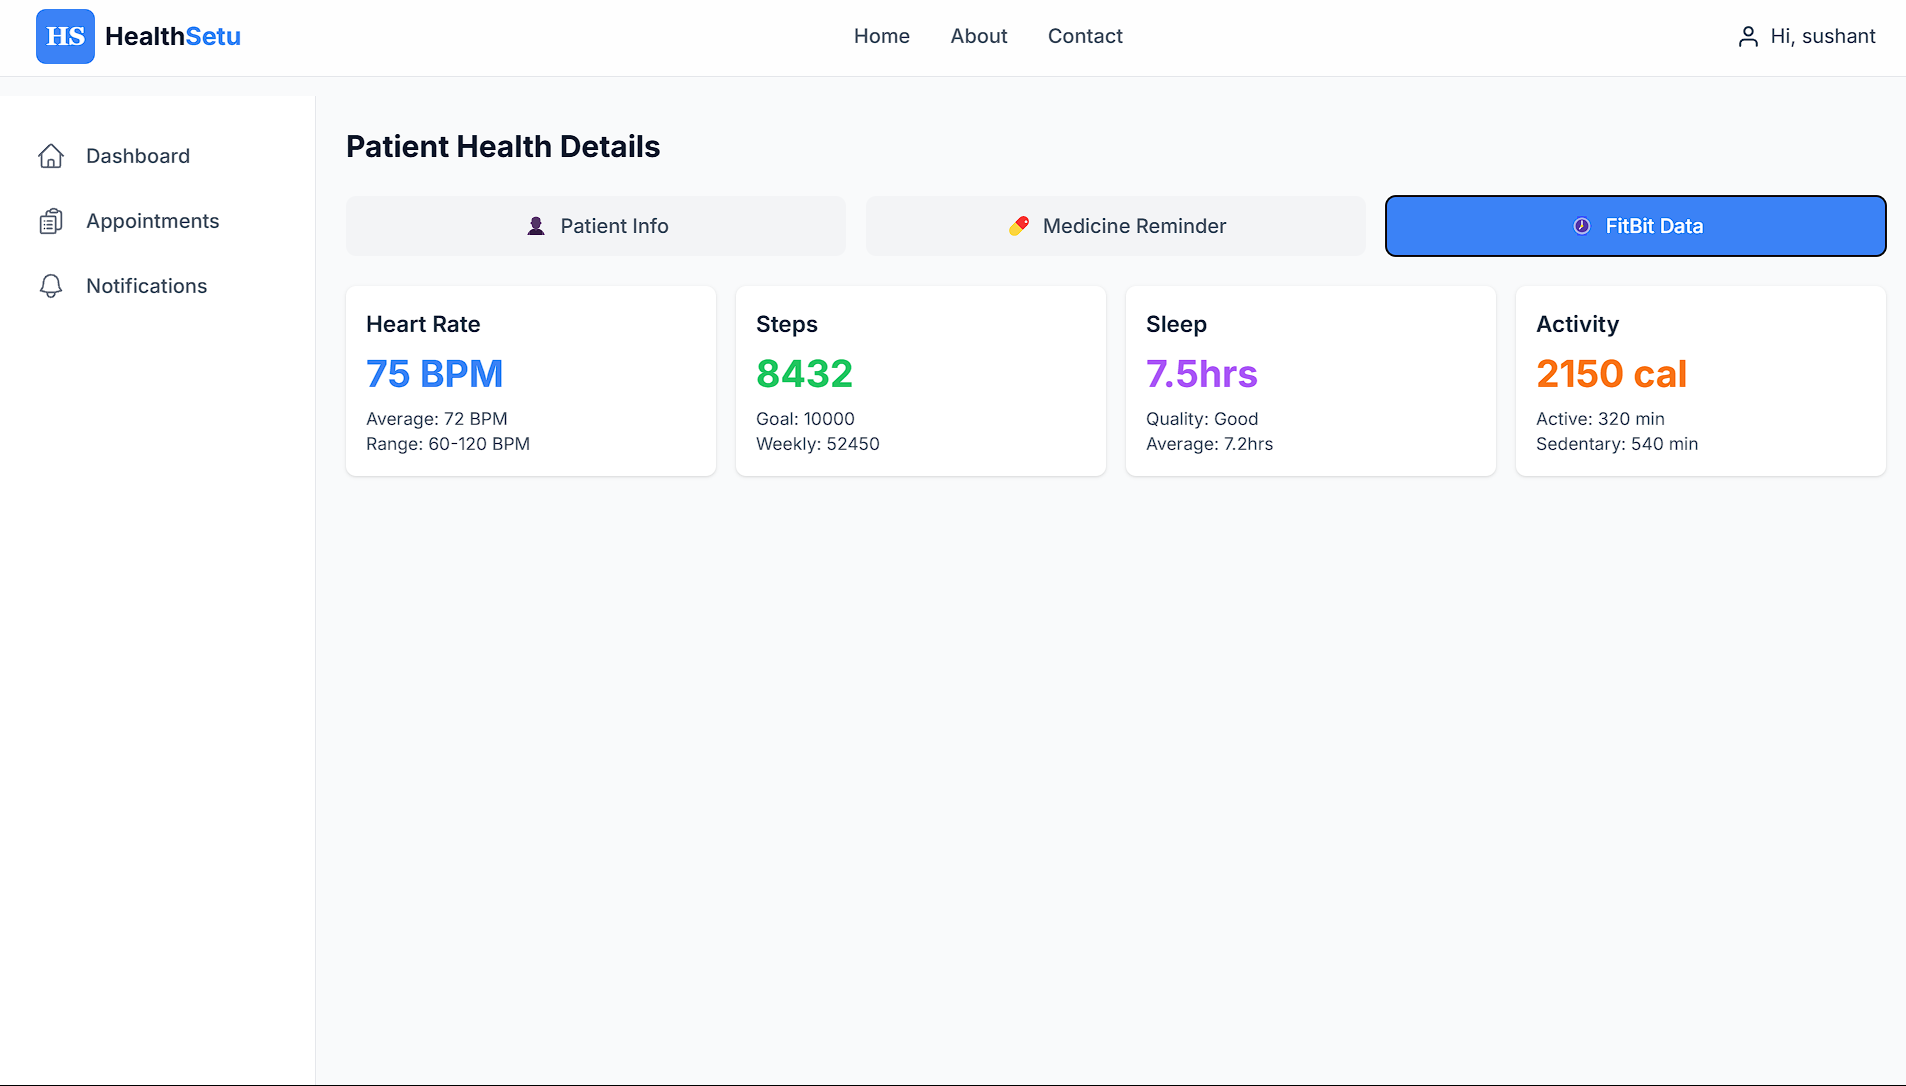 HS HealthSetu
Home About Contact
Hi, sushant
Dashboard
Appointments
Notifications
Patient Health Details
Patient Info
Medicine Reminder
FitBit Data
Heart Rate
75 BPM
Average: 72 BPM
Range: 60-120 BPM
Steps
8432
Goal: 10000
Weekly: 52450
Sleep
7.5hrs
Quality: Good
Average: 7.2hrs
Activity
2150 cal
Active: 320 min
Sedentary: 540 min